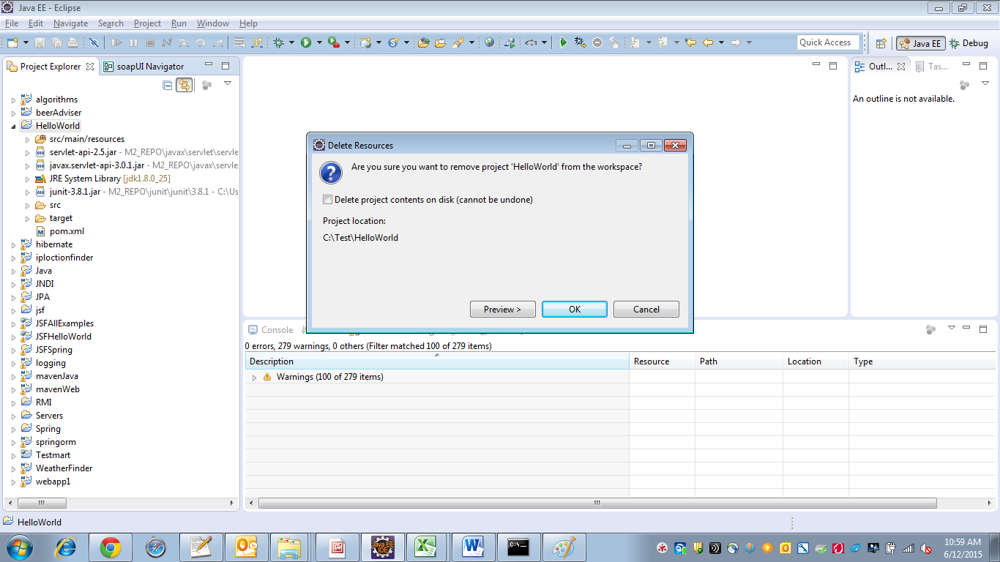 Java EE - Eclipse
File Edit Navigate Search Project Run Window Help
Quick Access
Java EE
Debug
Project Explorer
soapUI Navigator
algorithms
beerAdviser
HelloWorld
src/main/resources
servlet-api-2.5.jar - M2_REPO\javax\servlet\servle
javax.servlet-api-3.0.1.jar - M2_REPO\javax\servle
JRE System Library [jdk1.8.0_25]
junit-3.8.1.jar - M2_REPO\junit\junit\3.8.1 - C:\Us
src
target
pom.xml
hibernate
iploctionfinder
Java
JNDI
JPA
jsf
JSFAllExamples
JSFHelloWorld
JSFSpring
logging
mavenJava
mavenWeb
RMI
Servers
Spring
springorm
Testmart
WeatherFinder
webapp1
Outl...
Tas...
An outline is not available.
Delete Resources
Are you sure you want to remove project 'HelloWorld' from the workspace?
Delete project contents on disk (cannot be undone)
Project location:
C:\Test\HelloWorld
Preview >
OK
Cancel
Console
0 errors, 279 warnings, 0 others (Filter matched 100 of 279 items)
Description Resource Path Location Type
Warnings (100 of 279 items)
HelloWorld
Java EE
IDE
C:\_
10:59 AM
6/12/2015